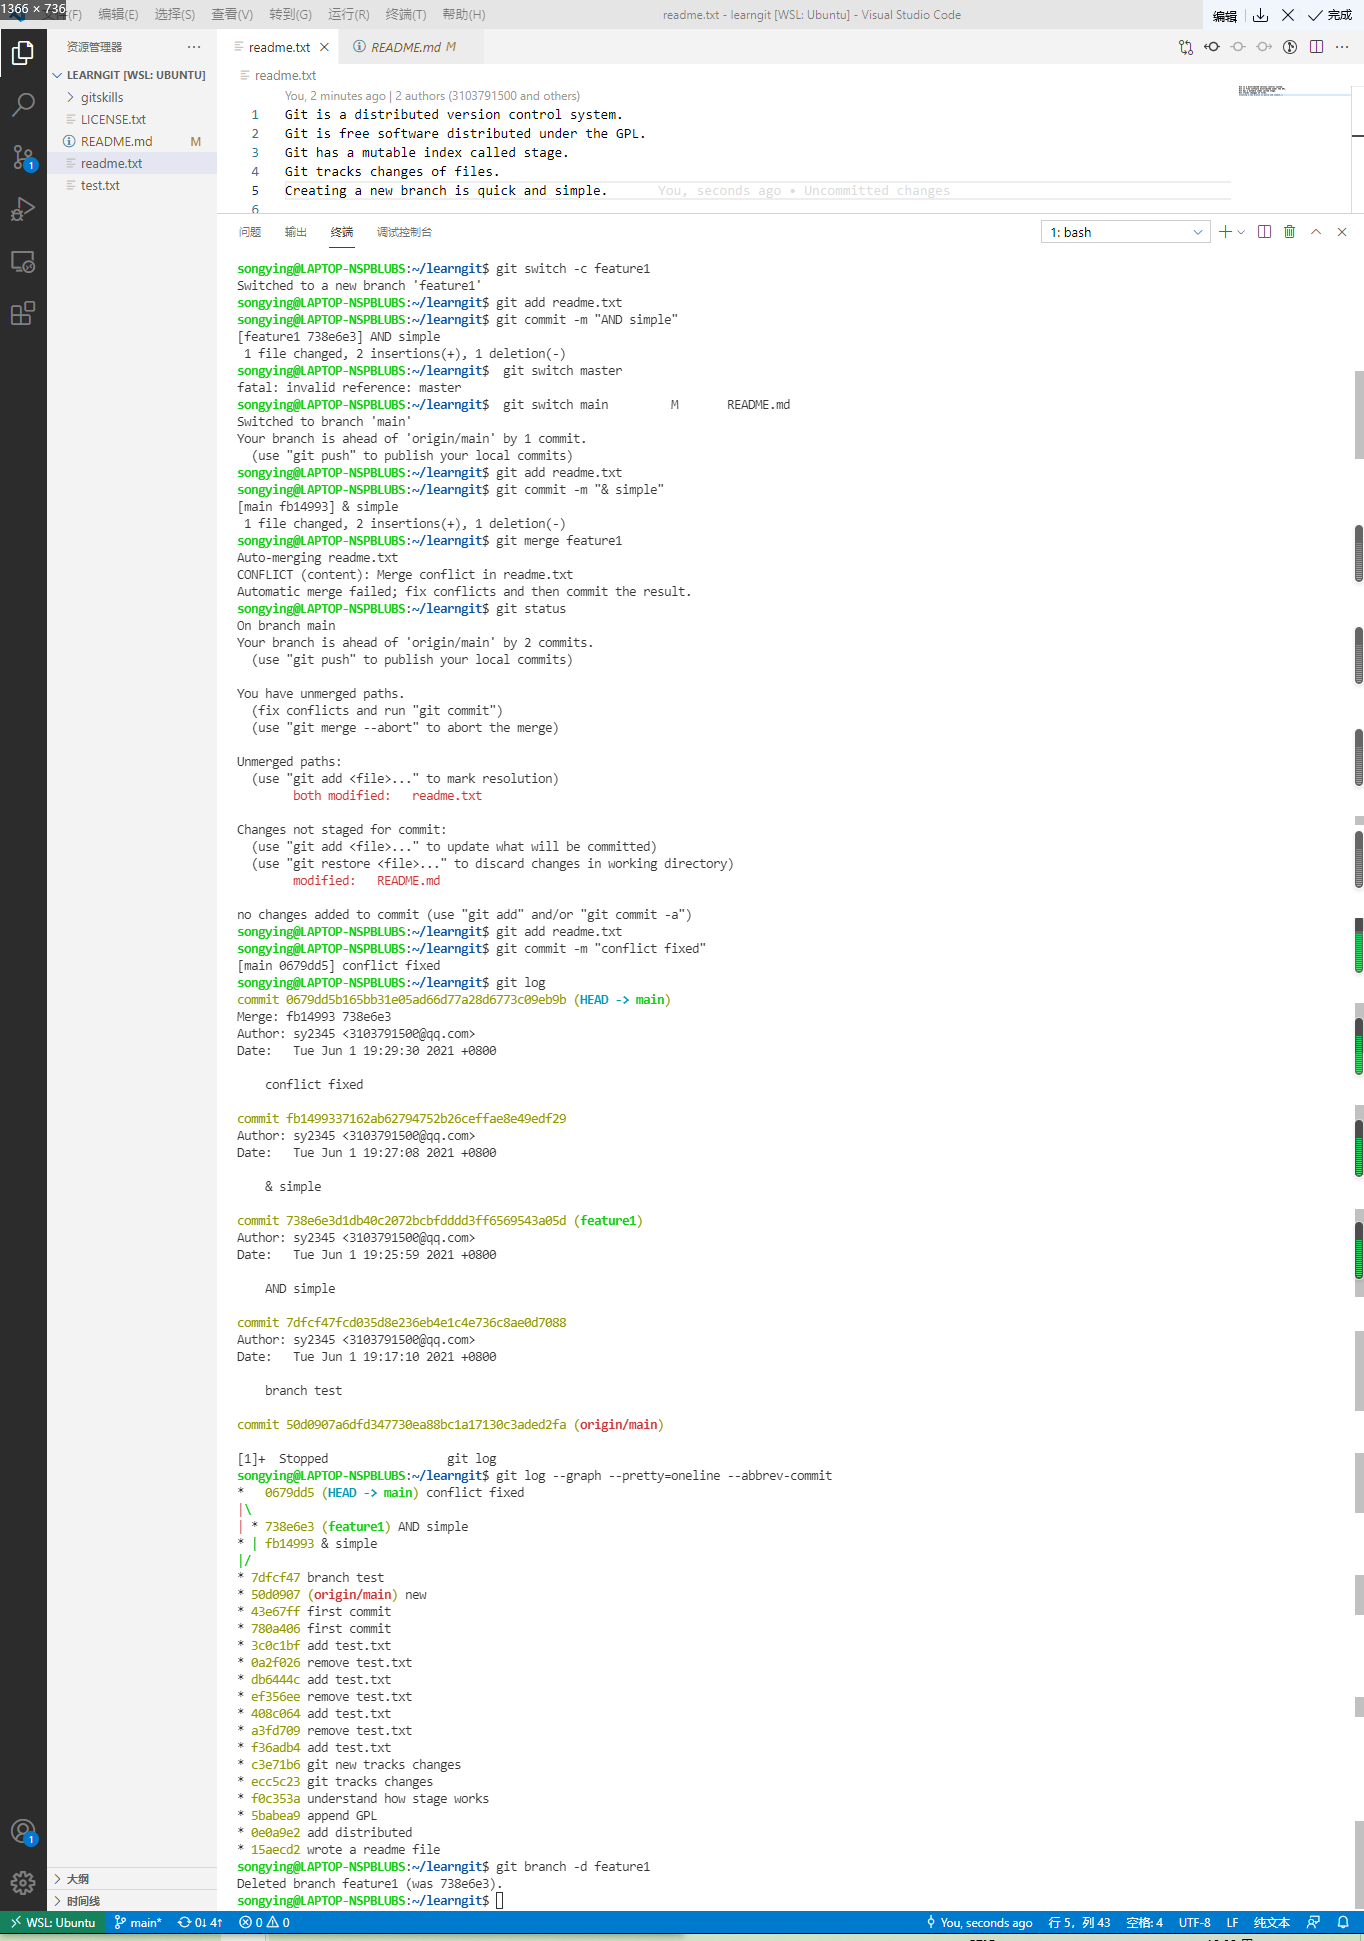 1366 × 736
(F)
编辑(E)
选择(S)
查看(V)
转到(G)
运行(R)
终端(T)
帮助(H)
readme.txt - learngit [WSL: Ubuntu] - Visual Studio Code
编辑
完成
资源管理器
readme.txt
README.md M
LEARNGIT [WSL: UBUNTU]
gitskills
LICENSE.txt
README.md M
readme.txt
test.txt
readme.txt
You, 2 minutes ago | 2 authors (3103791500 and others)
1 Git is a distributed version control system.
2 Git is free software distributed under the GPL.
3 Git has a mutable index called stage.
4 Git tracks changes of files.
5 Creating a new branch is quick and simple. You, seconds ago • Uncommitted changes
6
问题 输出 终端 调试控制台
1: bash
songying@LAPTOP-NSPBLUBS:~/learngit$ git switch -c feature1
Switched to a new branch 'feature1'
songying@LAPTOP-NSPBLUBS:~/learngit$ git add readme.txt
songying@LAPTOP-NSPBLUBS:~/learngit$ git commit -m "AND simple"
[feature1 738e6e3] AND simple
1 file changed, 2 insertions(+), 1 deletion(-)
songying@LAPTOP-NSPBLUBS:~/learngit$  git switch master
fatal: invalid reference: master
songying@LAPTOP-NSPBLUBS:~/learngit$  git switch main         M       README.md
Switched to branch 'main'
Your branch is ahead of 'origin/main' by 1 commit.
(use "git push" to publish your local commits)
songying@LAPTOP-NSPBLUBS:~/learngit$ git add readme.txt
songying@LAPTOP-NSPBLUBS:~/learngit$ git commit -m "& simple"
[main fb14993] & simple
1 file changed, 2 insertions(+), 1 deletion(-)
songying@LAPTOP-NSPBLUBS:~/learngit$ git merge feature1
Auto-merging readme.txt
CONFLICT (content): Merge conflict in readme.txt
Automatic merge failed; fix conflicts and then commit the result.
songying@LAPTOP-NSPBLUBS:~/learngit$ git status
On branch main
Your branch is ahead of 'origin/main' by 2 commits.
(use "git push" to publish your local commits)
You have unmerged paths.
(fix conflicts and run "git commit")
(use "git merge --abort" to abort the merge)
Unmerged paths:
(use "git add <file>..." to mark resolution)
both modified:   readme.txt
Changes not staged for commit:
(use "git add <file>..." to update what will be committed)
(use "git restore <file>..." to discard changes in working directory)
modified:   README.md
no changes added to commit (use "git add" and/or "git commit -a")
songying@LAPTOP-NSPBLUBS:~/learngit$ git add readme.txt
songying@LAPTOP-NSPBLUBS:~/learngit$ git commit -m "conflict fixed"
[main 0679dd5] conflict fixed
songying@LAPTOP-NSPBLUBS:~/learngit$ git log
commit 0679dd5b165bb31e05ad66d77a28d6773c09eb9b (HEAD -> main)
Merge: fb14993 738e6e3
Author: sy2345 <3103791500@qq.com>
Date:   Tue Jun 1 19:29:30 2021 +0800
conflict fixed
commit fb1499337162ab62794752b26ceffae8e49edf29
Author: sy2345 <3103791500@qq.com>
Date:   Tue Jun 1 19:27:08 2021 +0800
& simple
commit 738e6e3d1db40c2072bcbfdddd3ff6569543a05d (feature1)
Author: sy2345 <3103791500@qq.com>
Date:   Tue Jun 1 19:25:59 2021 +0800
AND simple
commit 7dfcf47fcd035d8e236eb4e1c4e736c8ae0d7088
Author: sy2345 <3103791500@qq.com>
Date:   Tue Jun 1 19:17:10 2021 +0800
branch test
commit 50d0907a6dfd347730ea88bc1a17130c3aded2fa (origin/main)
[1]+  Stopped                 git log
songying@LAPTOP-NSPBLUBS:~/learngit$ git log --graph --pretty=oneline --abbrev-commit
*   0679dd5 (HEAD -> main) conflict fixed
|\
| * 738e6e3 (feature1) AND simple
* | fb14993 & simple
|/
* 7dfcf47 branch test
* 50d0907 (origin/main) new
* 43e67ff first commit
* 780a406 first commit
* 3c0c1bf add test.txt
* 0a2f026 remove test.txt
* db6444c add test.txt
* ef356ee remove test.txt
* 408c064 add test.txt
* a3fd709 remove test.txt
* f36adb4 add test.txt
* c3e71b6 git new tracks changes
* ecc5c23 git tracks changes
* f0c353a understand how stage works
* 5babea9 append GPL
* 0e0a9e2 add distributed
* 15aecd2 wrote a readme file
songying@LAPTOP-NSPBLUBS:~/learngit$ git branch -d feature1
Deleted branch feature1 (was 738e6e3).
songying@LAPTOP-NSPBLUBS:~/learngit$
1
1
大纲
时间线
WSL: Ubuntu
main*
0↓ 4↑
0
0
You, seconds ago
行 5，列 43
空格: 4
UTF-8
LF
纯文本